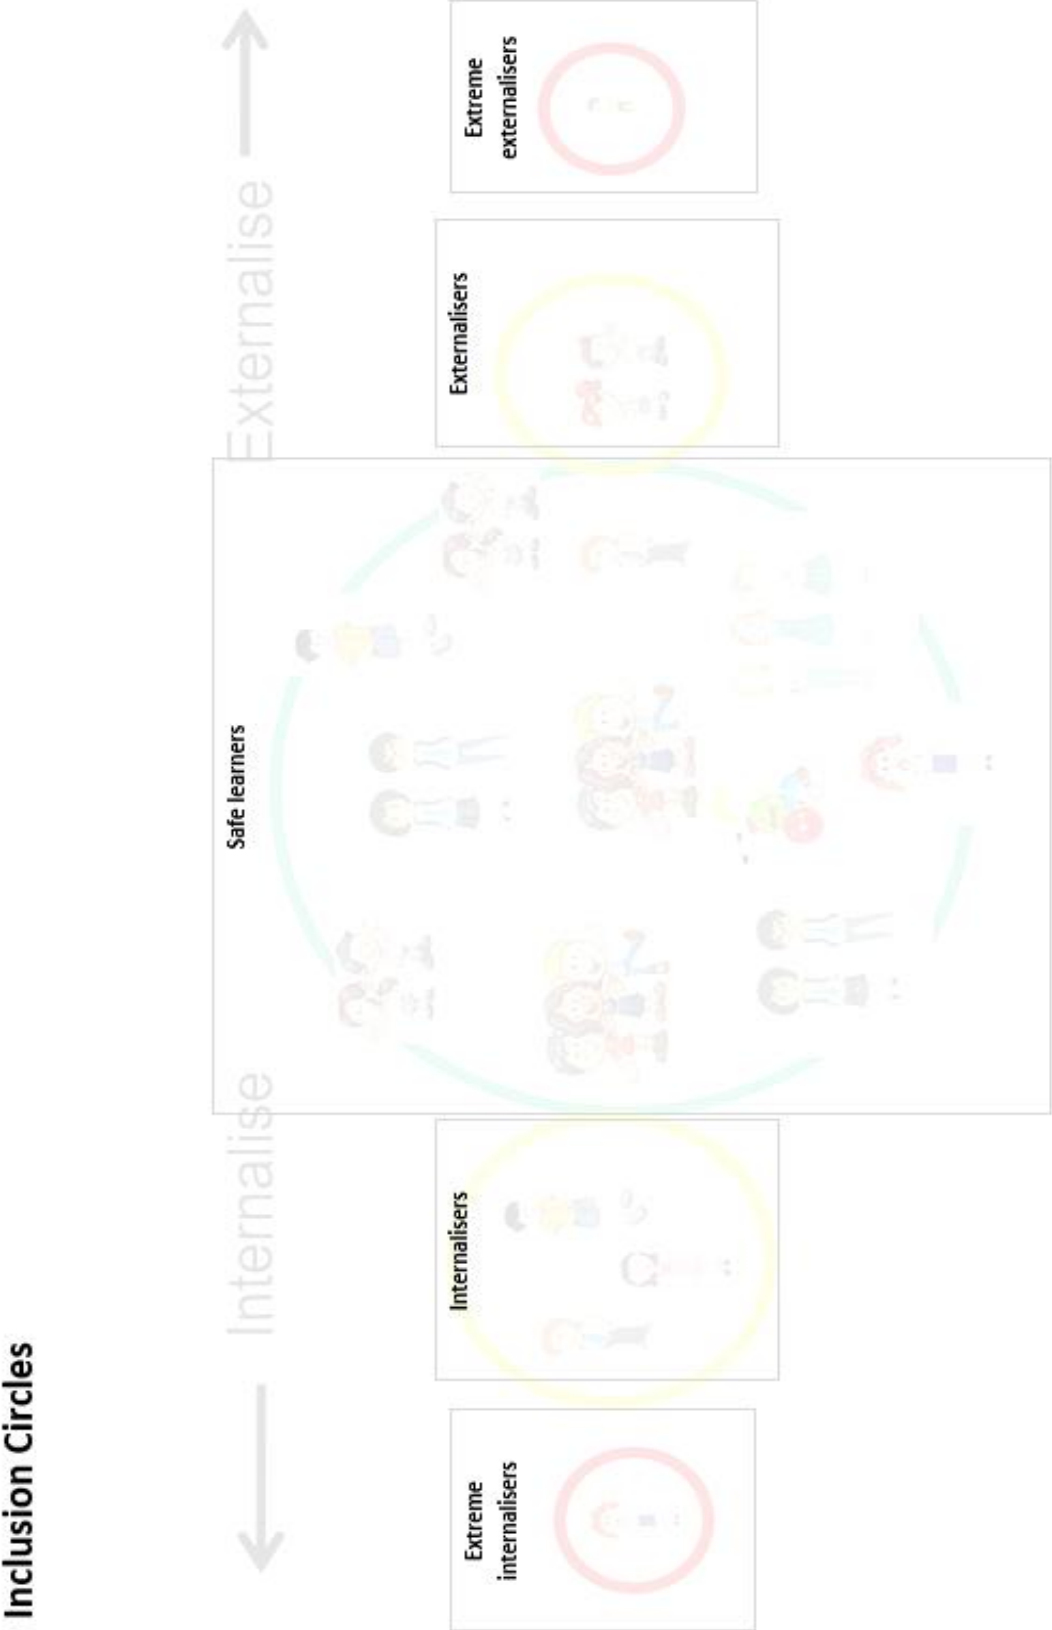 Inclusion Circles
Internalise
Externalise
Extreme
internalisers
Internalisers
Safe learners
Externalisers
Extreme
externalisers